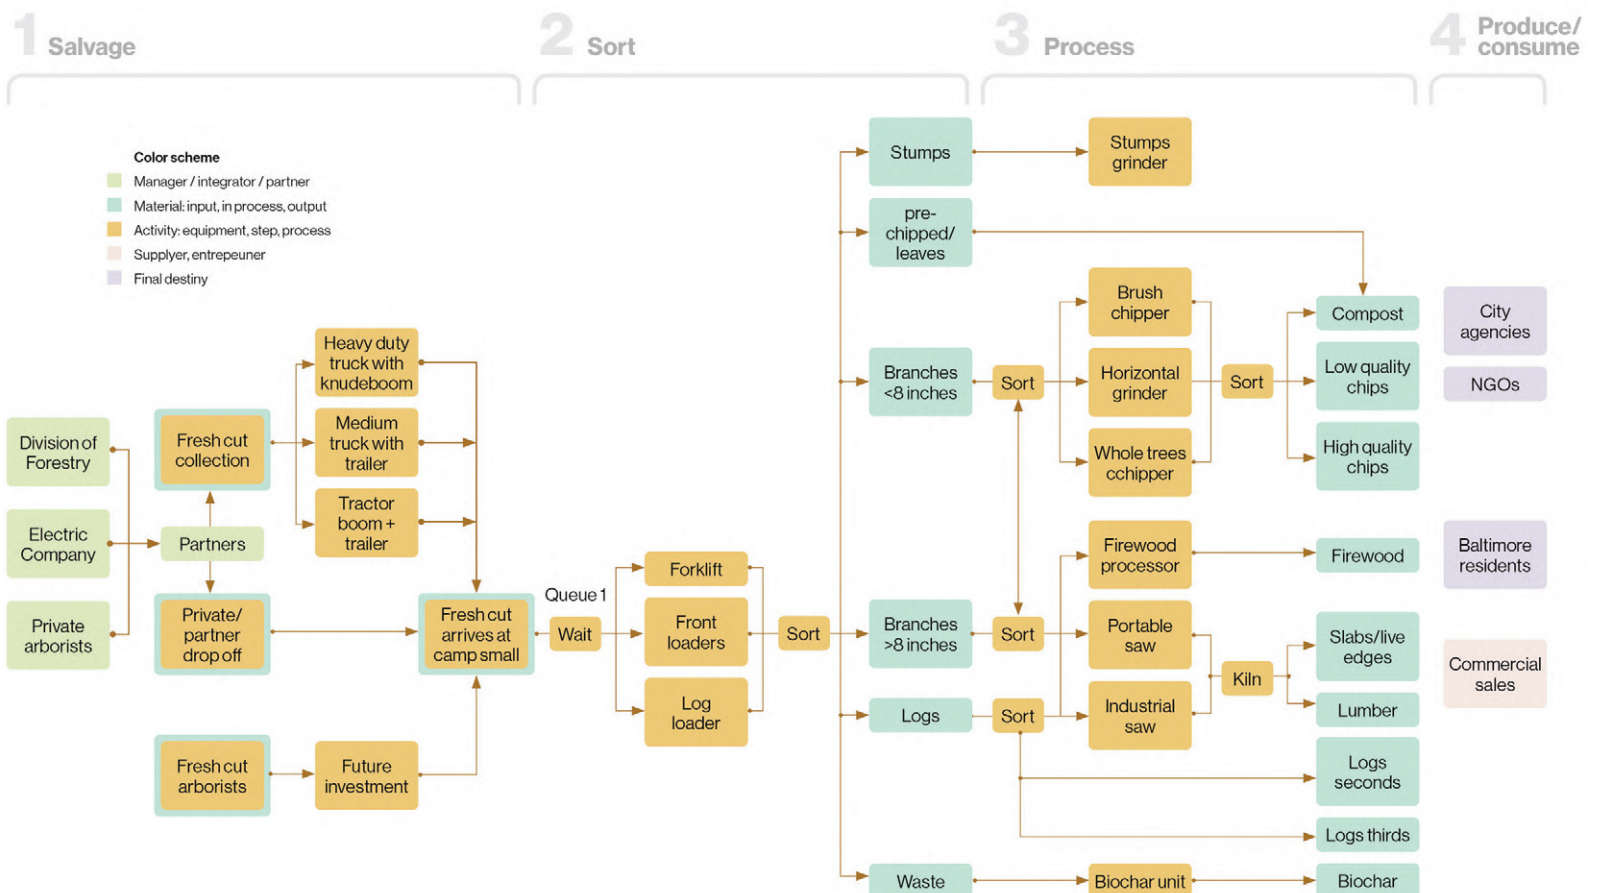 1 Salvage
2 Sort
3 Process
4 Produce/
consume
Color scheme
Manager / integrator / partner
Material: input, in process, output
Activity: equipment, step, process
Supplyer, entrepeuner
Final destiny
Division of
Forestry
Electric
Company
Private
arborists
Partners
Fresh cut
collection
Private/
partner
drop off
Fresh cut
arborists
Heavy duty
truck with
knudeboom
Medium
truck with
trailer
Tractor
boom +
trailer
Future
investment
Fresh cut
arrives at
camp small
Queue 1
Wait
Forklift
Front
loaders
Log
loader
Sort
Stumps
pre-
chipped/
leaves
Branches
<8 inches
Branches
>8 inches
Logs
Waste
Sort
Sort
Sort
Stumps
grinder
Brush
chipper
Horizontal
grinder
Whole trees
cchipper
Firewood
processor
Portable
saw
Industrial
saw
Biochar unit
Sort
Kiln
Compost
Low quality
chips
High quality
chips
Firewood
Slabs/live
edges
Lumber
Logs
seconds
Logs thirds
Biochar
City
agencies
NGOs
Baltimore
residents
Commercial
sales